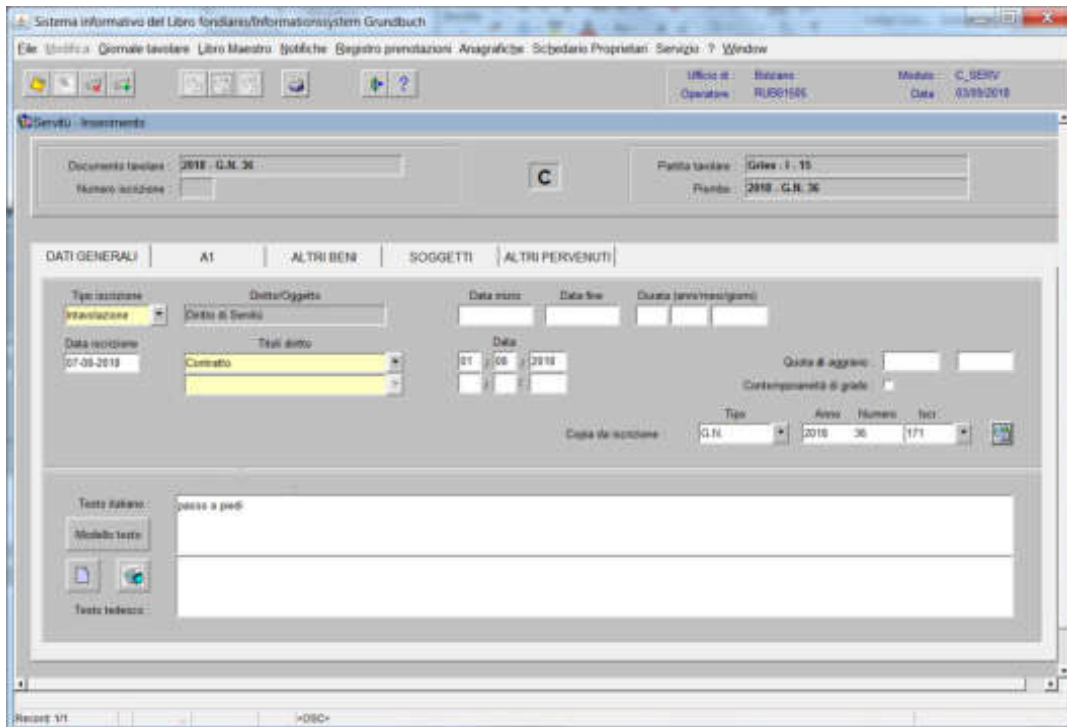 Sistema informativo del Libro fondiario/Informationssystem Grundbuch
File Modifica Giornale tavolare Libro Maestro Notifiche Registro prenotazioni Anagrafiche Schedario Proprietari Servizio ? Window
Ufficio di : Bolzano Modulo : C_SERV
Operatore : Data : 03/09/2018
Servitù - Inserimento
Documento tavolare : 2018 - G.N. 36 C Partita tavolare : Gries - I - 15
Numero iscrizione : Piombo : 2018 - G.N. 36
DATI GENERALI A1 ALTRI BENI SOGGETTI ALTRI PERVENUTI
Tipo iscrizione Diritto/Oggetto Data inizio Data fine Durata (anni/mesi/giorni)
Intavolazione Diritto di Servitù
Data iscrizione Titoli diritto Data
07-08-2018 Contratto 01 / 08 / 2018 Quota di aggravio :
/ / Contemporaneità di grado :
Tipo Anno Numero Iscr.
Copia da iscrizione : G.N. 2018 36 171
Testo italiano : passo a piedi
Modello testo
Testo tedesco :
Record: 1/1 <OSC>